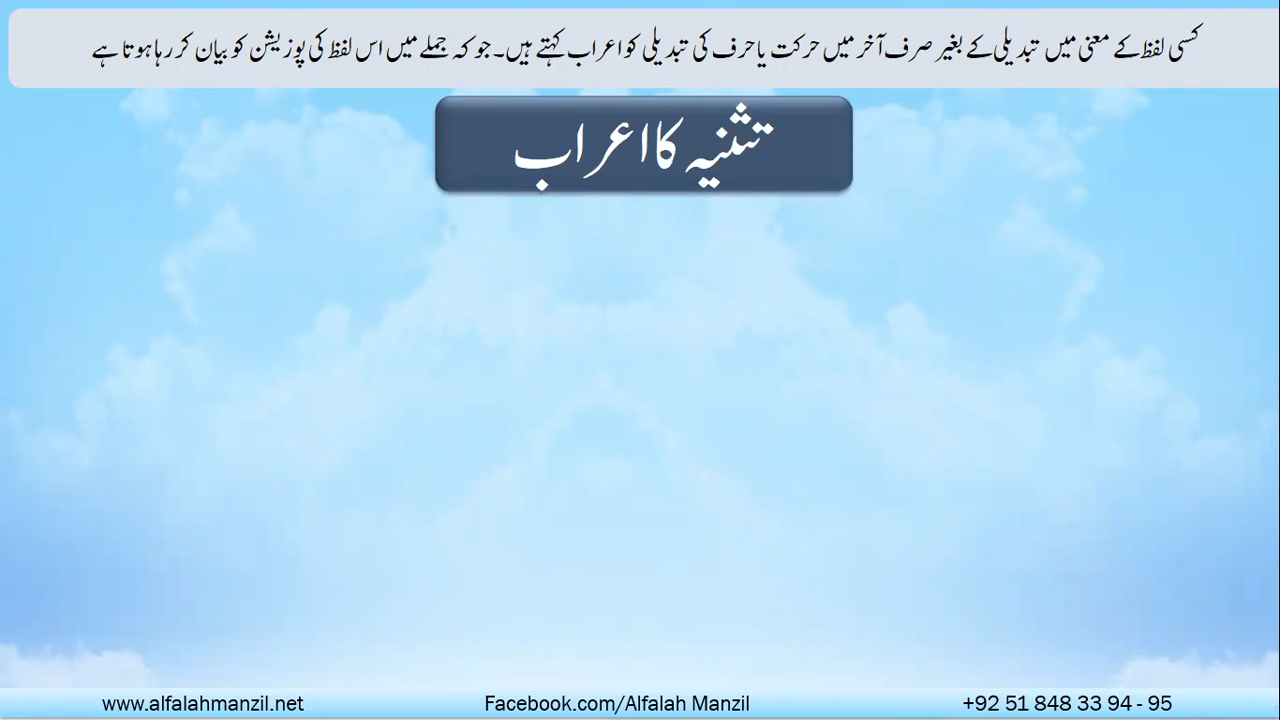 کسی لفظ کے معنی میں تبدیلی کے بغیر صرف آخر میں حرکت یا حرف کی تبدیلی کو اعراب کہتے ہیں۔ جو کہ جملے میں اس لفظ کی پوزیشن کو بیان کر رہا ہوتا ہے
تثنیہ کا اعراب
www.alfalahmanzil.net Facebook.com/Alfalah Manzil +92 51 848 33 94 - 95